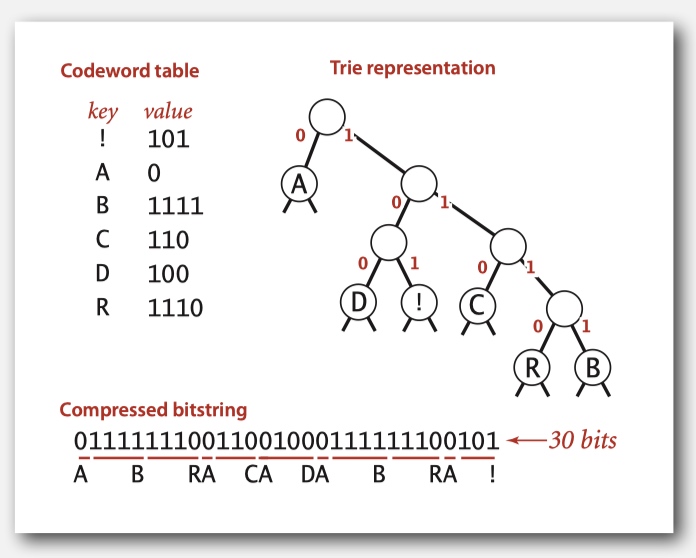 Codeword table
Trie representation
key value
! 101
A 0
B 1111
C 110
D 100
R 1110
0 1
A
0 1
0 1
0 1
D ! C
0 1
R B
Compressed bitstring
011111110011001000111111100101 30 bits
A B RA CA DA B RA !